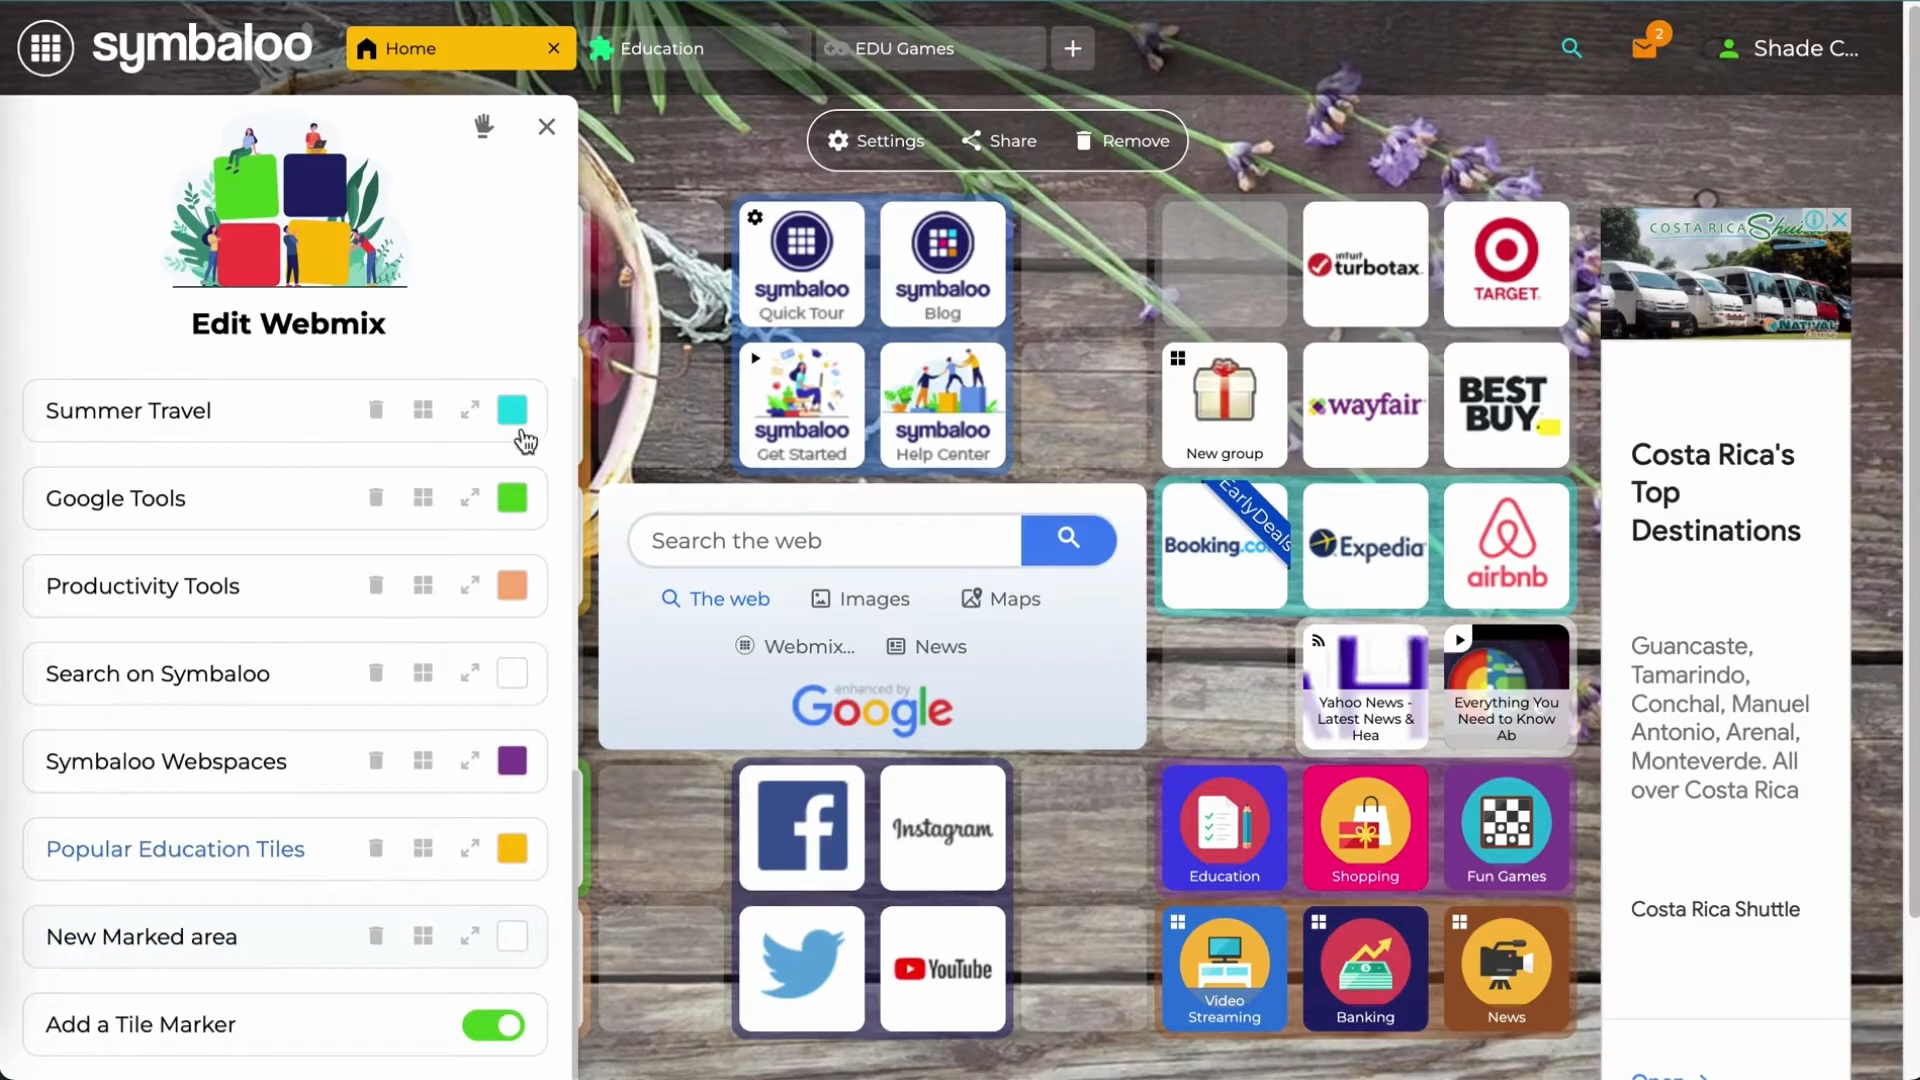 symbaloo
Home
Education
EDU Games
2
Shade C...
Settings
Share
Remove
Edit Webmix
Summer Travel
Google Tools
Productivity Tools
Search on Symbaloo
Symbaloo Webspaces
Popular Education Tiles
New Marked area
Add a Tile Marker
symbaloo
Quick Tour
symbaloo
Blog
symbaloo
Get Started
symbaloo
Help Center
Search the web
The web
Images
Maps
Webmix...
News
enhanced by
Google
f
Instagram
YouTube
intuit
turbotax.
TARGET.
New group
wayfair
BEST
BUY
EarlyDeals
Booking.co
Expedia
airbnb
Yahoo News -
Latest News &
Hea
Everything You
Need to Know
Ab
Education
Shopping
Fun Games
Video
Streaming
Banking
News
COSTA RICA
Costa Rica's
Top
Destinations
Guancaste,
Tamarindo,
Conchal, Manuel
Antonio, Arenal,
Monteverde. All
over Costa Rica
Costa Rica Shuttle